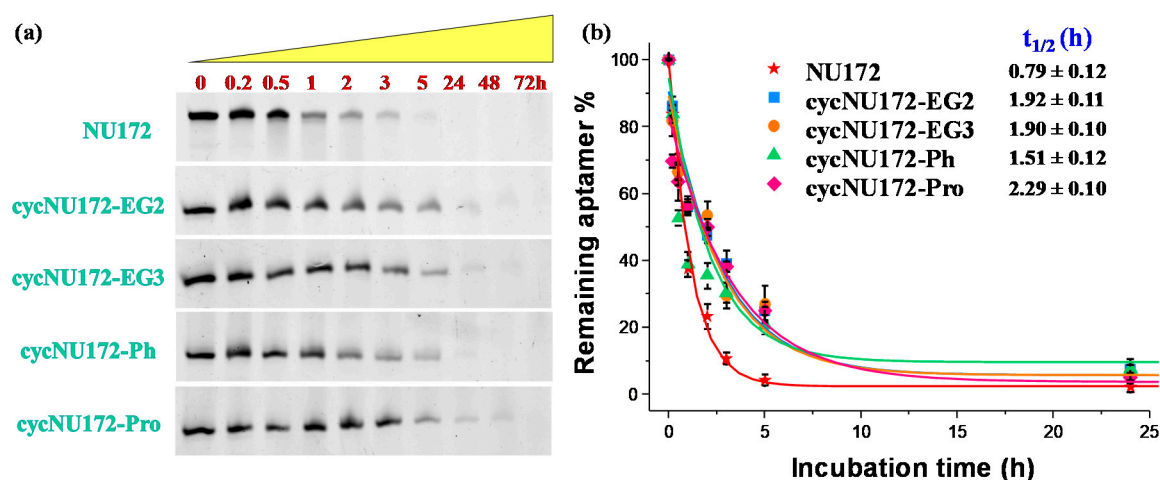 (a)
0 0.2 0.5 1 2 3 5 24 48 72h
NU172
cycNU172-EG2
cycNU172-EG3
cycNU172-Ph
cycNU172-Pro
(b)
t1/2 (h)
NU172 0.79 ± 0.12
cycNU172-EG2 1.92 ± 0.11
cycNU172-EG3 1.90 ± 0.10
cycNU172-Ph 1.51 ± 0.12
cycNU172-Pro 2.29 ± 0.10
Remaining aptamer %
100
80
60
40
20
0
0 5 10 15 20 25
Incubation time (h)